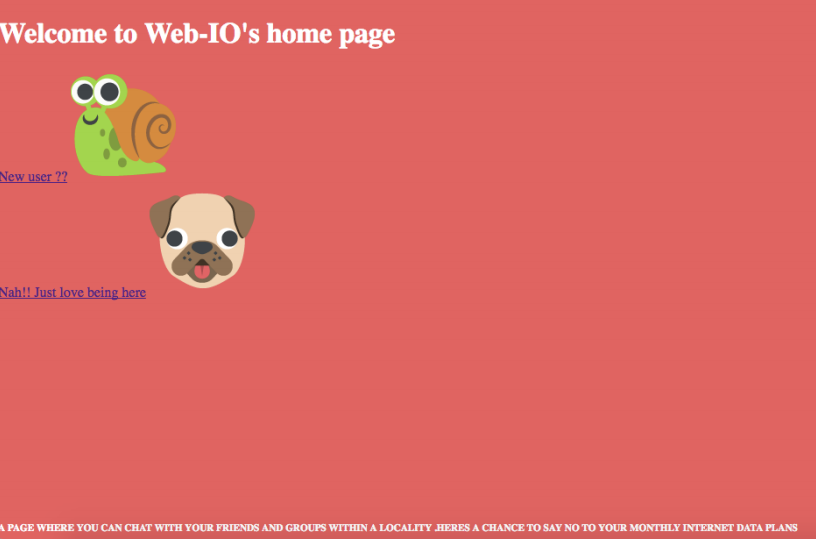 Welcome to Web-IO's home page
New user ??
Nah!! Just love being here
A PAGE WHERE YOU CAN CHAT WITH YOUR FRIENDS AND GROUPS WITHIN A LOCALITY .HERES A CHANCE TO SAY NO TO YOUR MONTHLY INTERNET DATA PLANS